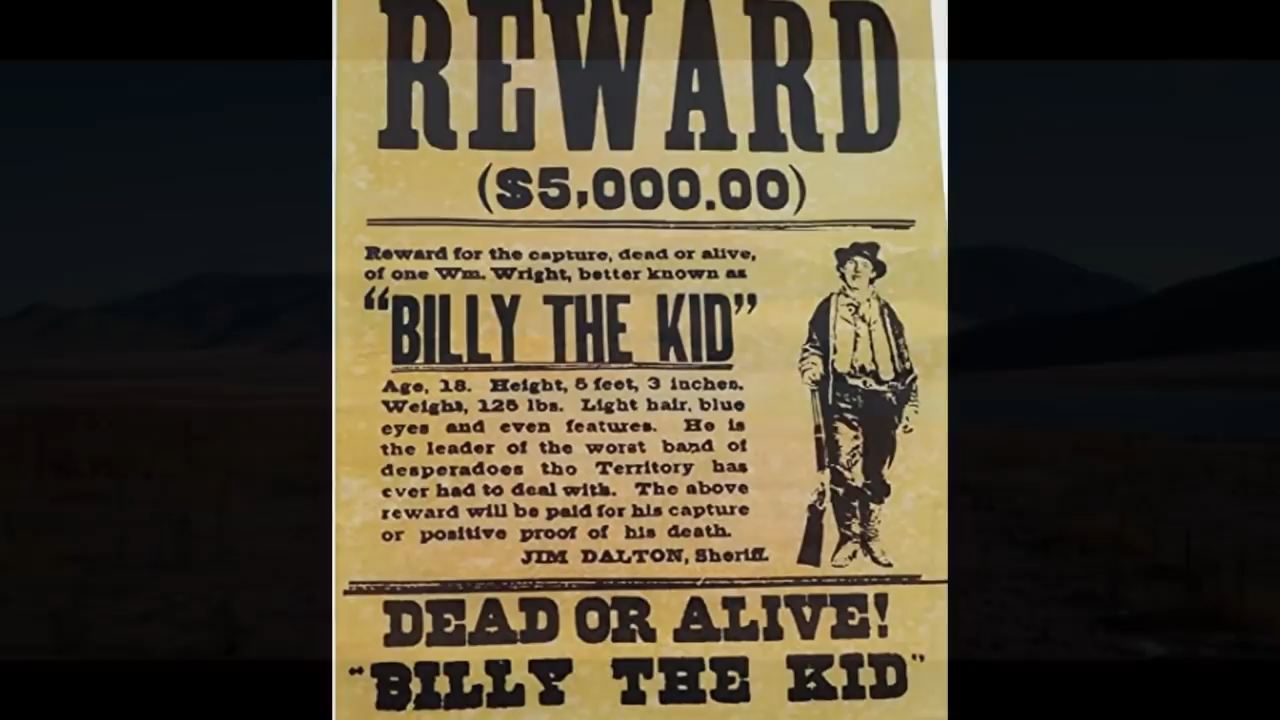 REWARD
($5,000.00)
Reward for the capture, dead or alive,
of one Wm. Wright, better known as
"BILLY THE KID"
Age, 18. Height, 5 feet, 3 inches.
Weight, 125 lbs. Light hair, blue
eyes and even features. He is
the leader of the worst band of
desperadoes the Territory has
ever had to deal with. The above
reward will be paid for his capture
or positive proof of his death.
JIM DALTON, Sheriff.
DEAD OR ALIVE!
"BILLY THE KID"